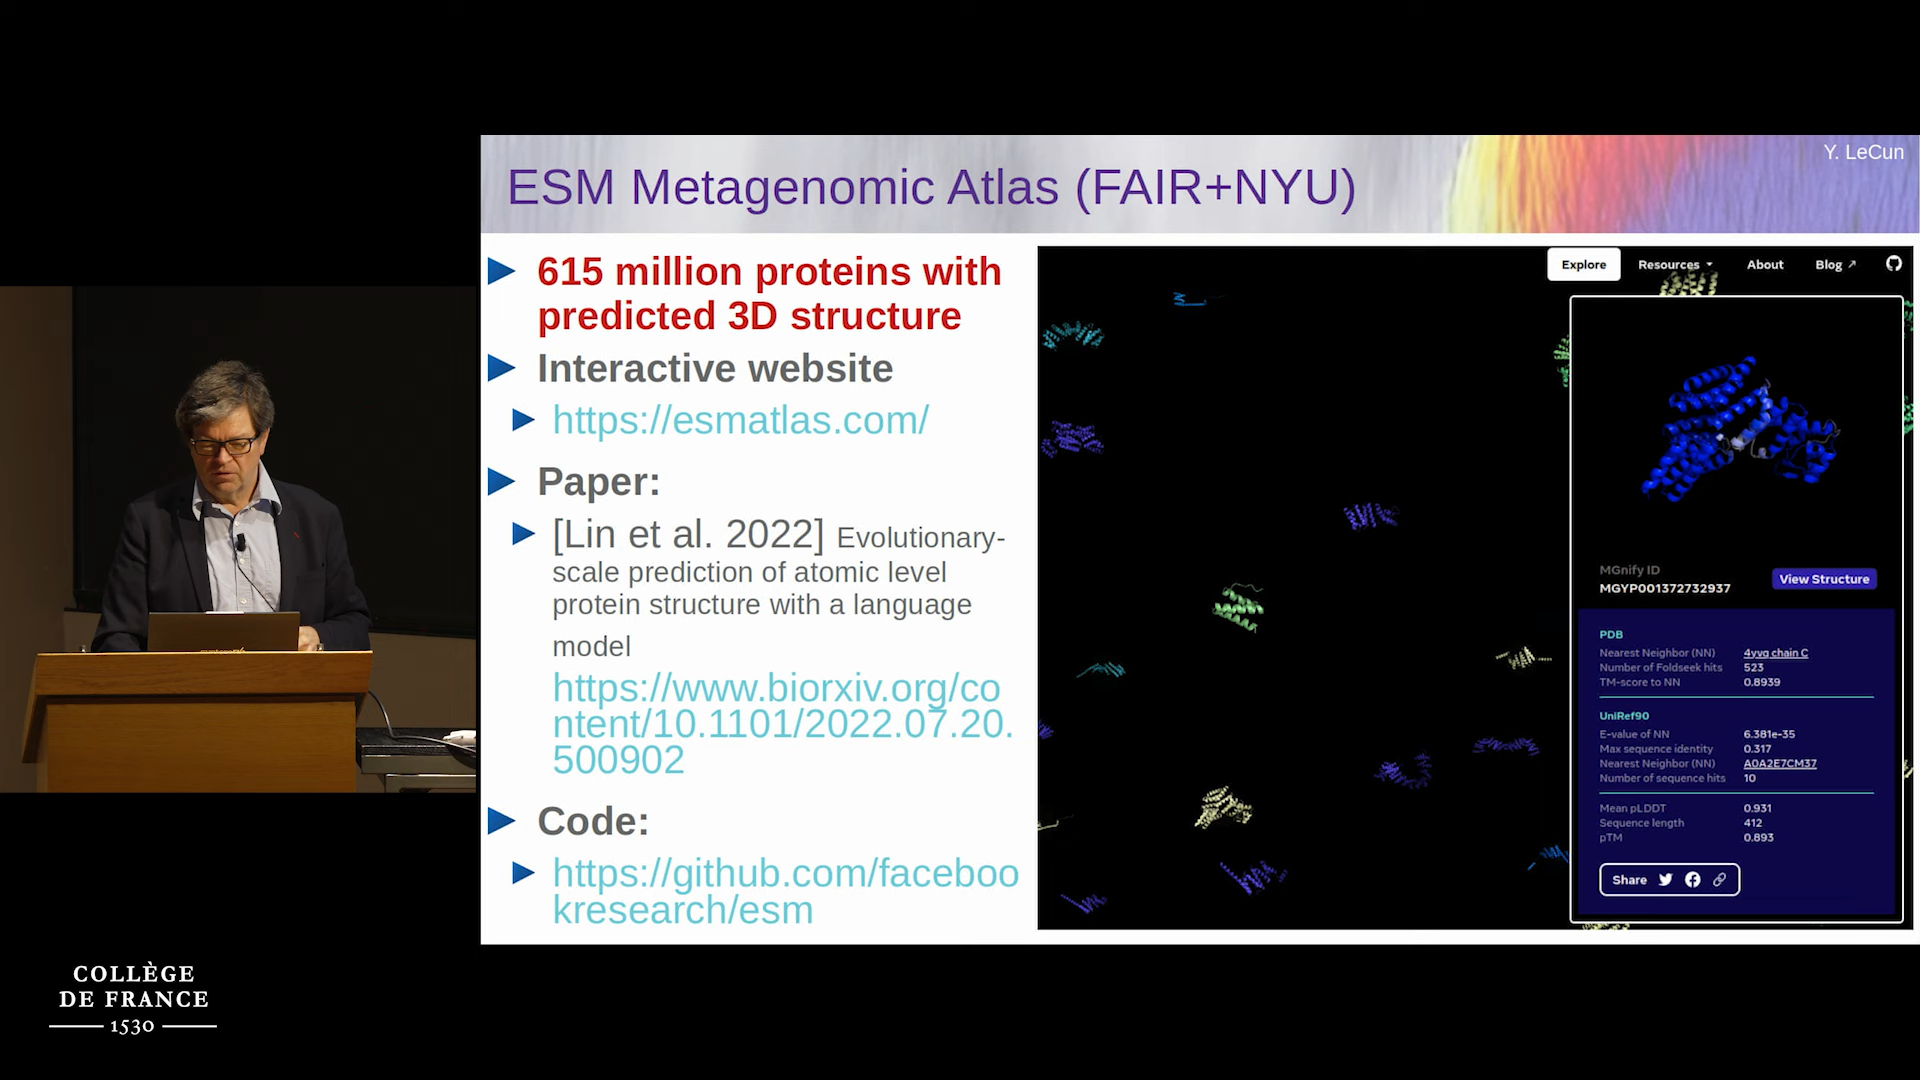 Y. LeCun
ESM Metagenomic Atlas (FAIR+NYU)
615 million proteins with
predicted 3D structure
Interactive website
https://esmatlas.com/
Paper:
[Lin et al. 2022] Evolutionary-
scale prediction of atomic level
protein structure with a language
model
https://www.biorxiv.org/co
ntent/10.1101/2022.07.20.
500902
Code:
https://github.com/faceboo
kresearch/esm
Explore Resources About Blog
MGnify ID
MGYP001372732937
View Structure
PDB
Nearest Neighbor (NN) 4yvq chain C
Number of Foldseek hits 523
TM-score to NN 0.8939
UniRef90
E-value of NN 6.381e-35
Max sequence identity 0.317
Nearest Neighbor (NN) A0A2E7CM37
Number of sequence hits 10
Mean pLDDT 0.931
Sequence length 412
pTM 0.893
Share
COLLÈGE
DE FRANCE
1530